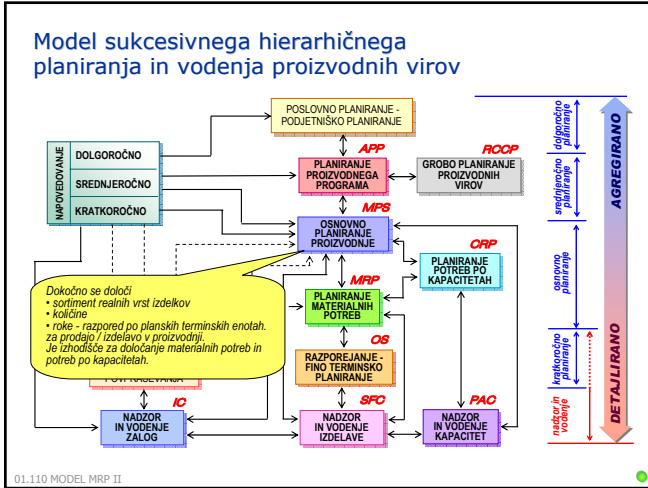 Model sukcesivnega hierarhičnega
planiranja in vodenja proizvodnih virov
POSLOVNO PLANIRANJE -
PODJETNIŠKO PLANIRANJE
NAPOVEDOVANJE
DOLGOROČNO
SREDNJEROČNO
KRATKOROČNO
APP
PLANIRANJE
PROIZVODNEGA
PROGRAMA
RCCP
GROBO PLANIRANJE
PROIZVODNIH
VIROV
MPS
OSNOVNO
PLANIRANJE
PROIZVODNJE
CRP
PLANIRANJE
POTREB PO
KAPACITETAH
Dokočno se določi
• sortiment realnih vrst izdelkov
• količine
• roke - razpored po planskih terminskih enotah.
za prodajo / izdelavo v proizvodnji.
Je izhodišče za določanje materialnih potreb in
potreb po kapacitetah.
MRP
PLANIRANJE
MATERIALNIH
POTREB
OS
RAZPOREJANJE -
FINO TERMINSKO
PLANIRANJE
IC
NADZOR
IN VODENJE
ZALOG
SFC
NADZOR
IN VODENJE
IZDELAVE
PAC
NADZOR
IN VODENJE
KAPACITET
dolgoročno
planiranje
srednjeročno
planiranje
osnovno
planiranje
kratkoročno
planiranje
nadzor in
vodenje
AGREGIRANO
DETAJLIRANO
01.110 MODEL MRP II